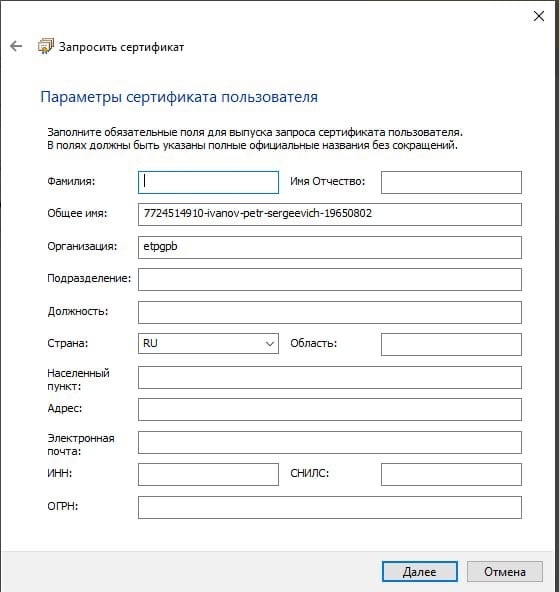 Запросить сертификат
Параметры сертификата пользователя
Заполните обязательные поля для выпуска запроса сертификата пользователя.
В полях должны быть указаны полные официальные названия без сокращений.
Фамилия: Имя Отчество:
Общее имя: 7724514910-ivanov-petr-sergeevich-19650802
Организация: etpgpb
Подразделение:
Должность:
Страна: RU Область:
Населенный
пункт:
Адрес:
Электронная
почта:
ИНН: СНИЛС:
ОГРН:
Далее Отмена